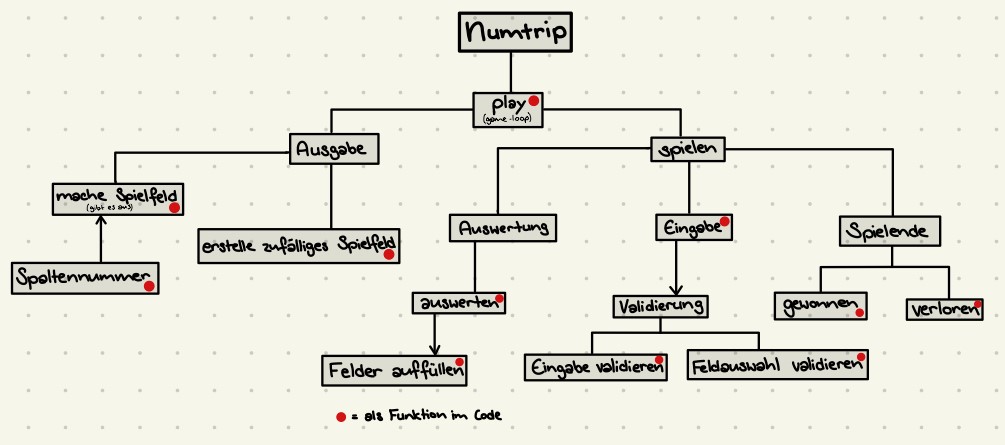 Numtrip
play
(game-loop)
Ausgabe
spielen
mache Spielfeld
(gibt es aus)
Auswertung
Eingabe
Spielende
erstelle zufälliges Spielfeld
Spaltennummer
auswerten
Validierung
gewonnen
verloren
Felder auffüllen
Eingabe validieren
Feldauswahl validieren
= als Funktion im Code